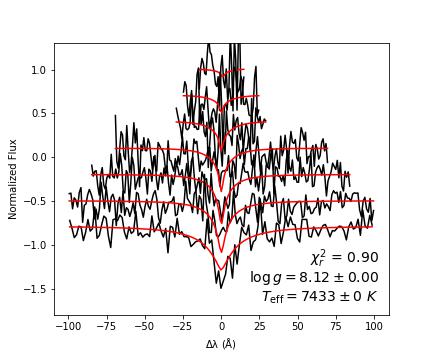 1.0
0.5
0.0
−0.5
−1.0
−1.5
Normalized Flux
χ²ᵣ = 0.90
log g = 8.12 ± 0.00
T_eff = 7433 ± 0 K
−100 −75 −50 −25 0 25 50 75 100
Δλ (Å)